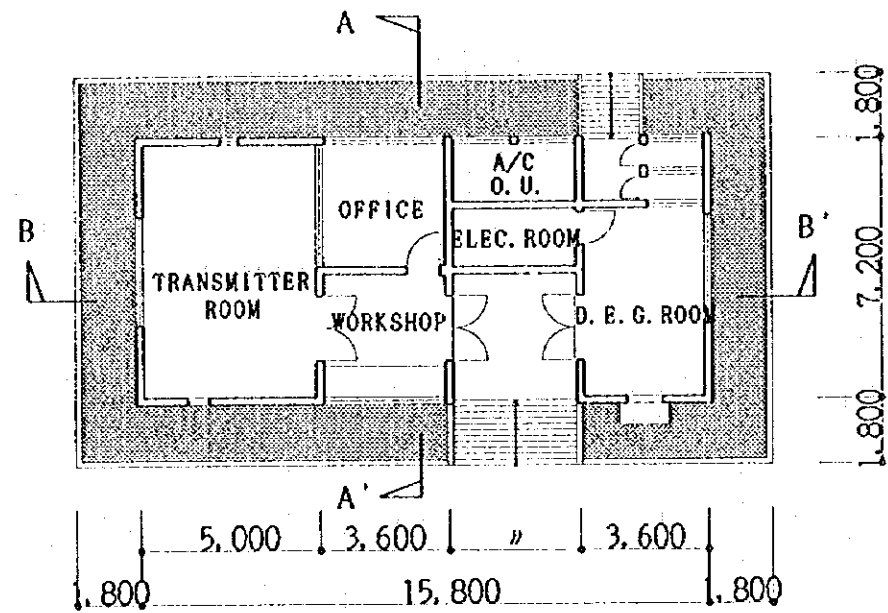 A
1,800
A/C
O. U.
OFFICE
B
ELEC. ROOM
B'
7,200
TRANSMITTER
ROOM
WORKSHOP
D. E. G. ROOM
1,800
A'
5,000
3,600
〃
3,600
1,800
15,800
1,800